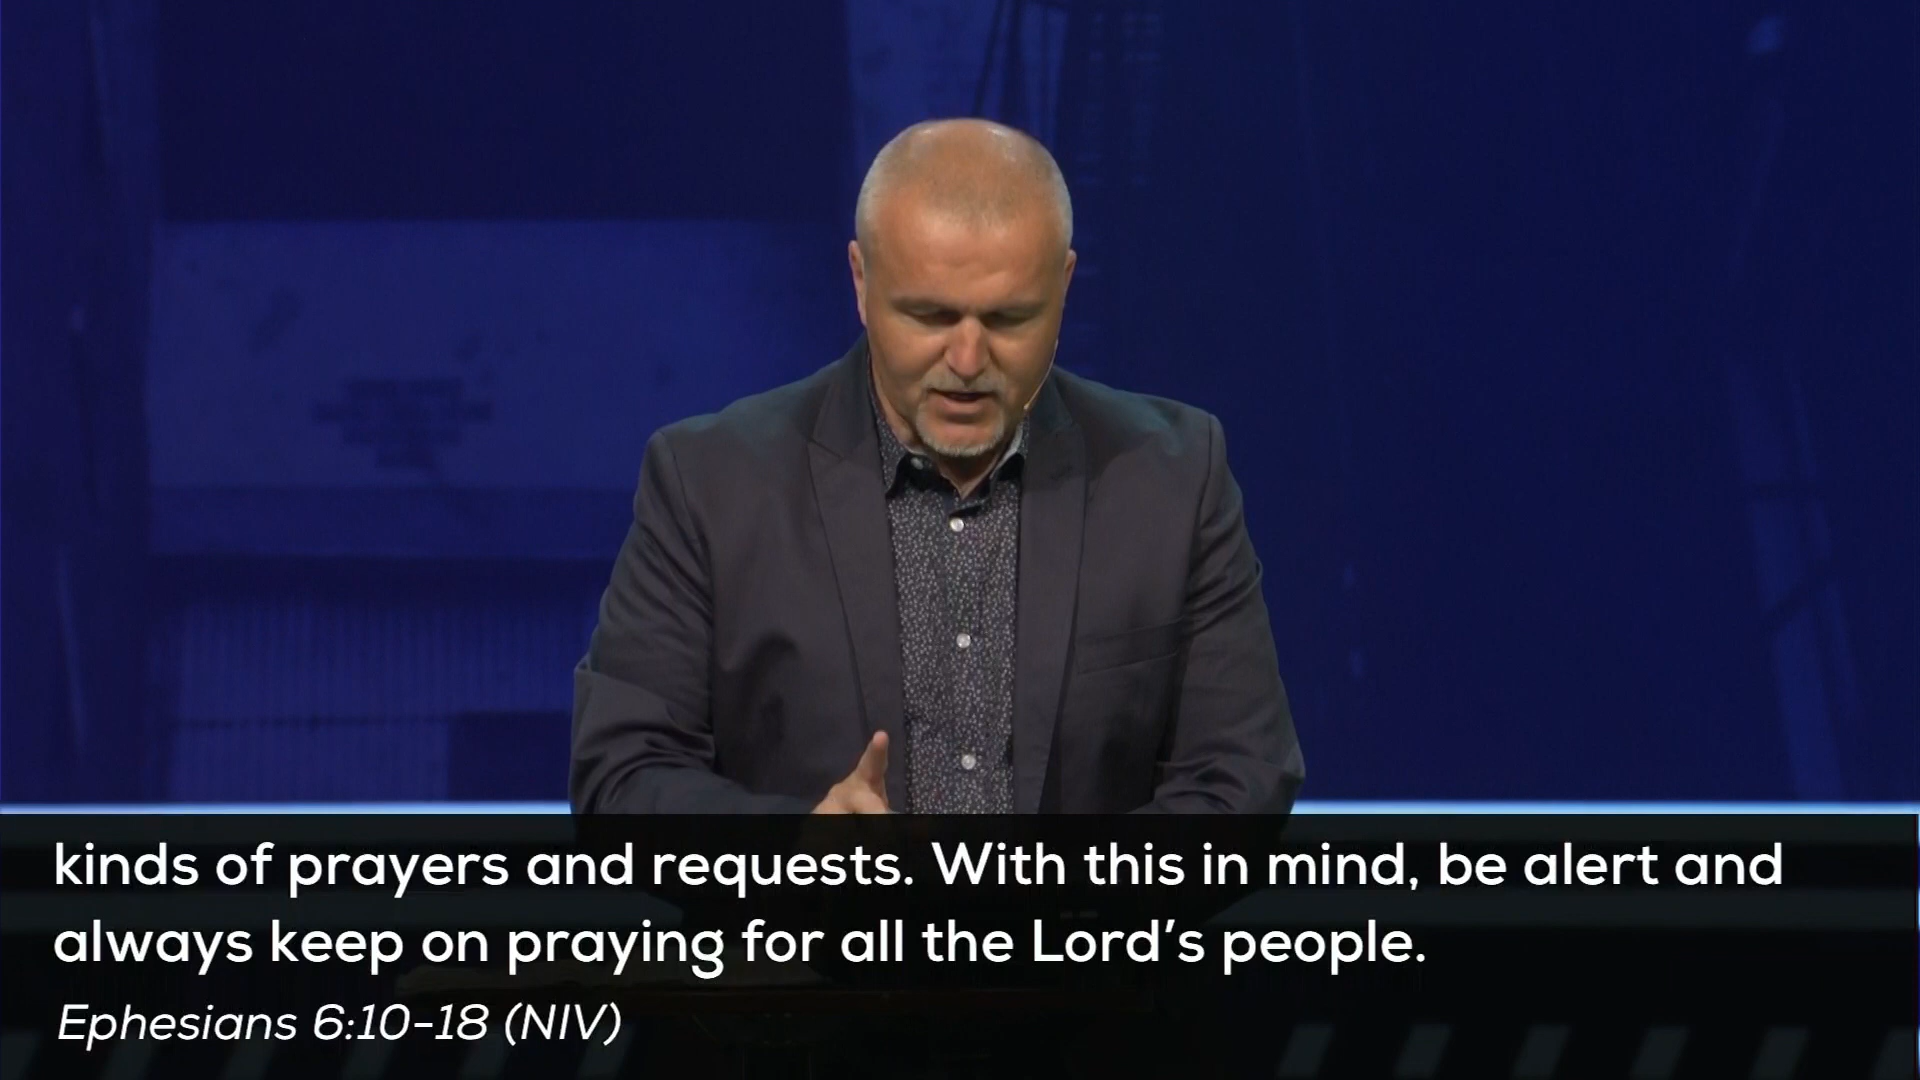 kinds of prayers and requests. With this in mind, be alert and
always keep on praying for all the Lord's people.
Ephesians 6:10-18 (NIV)